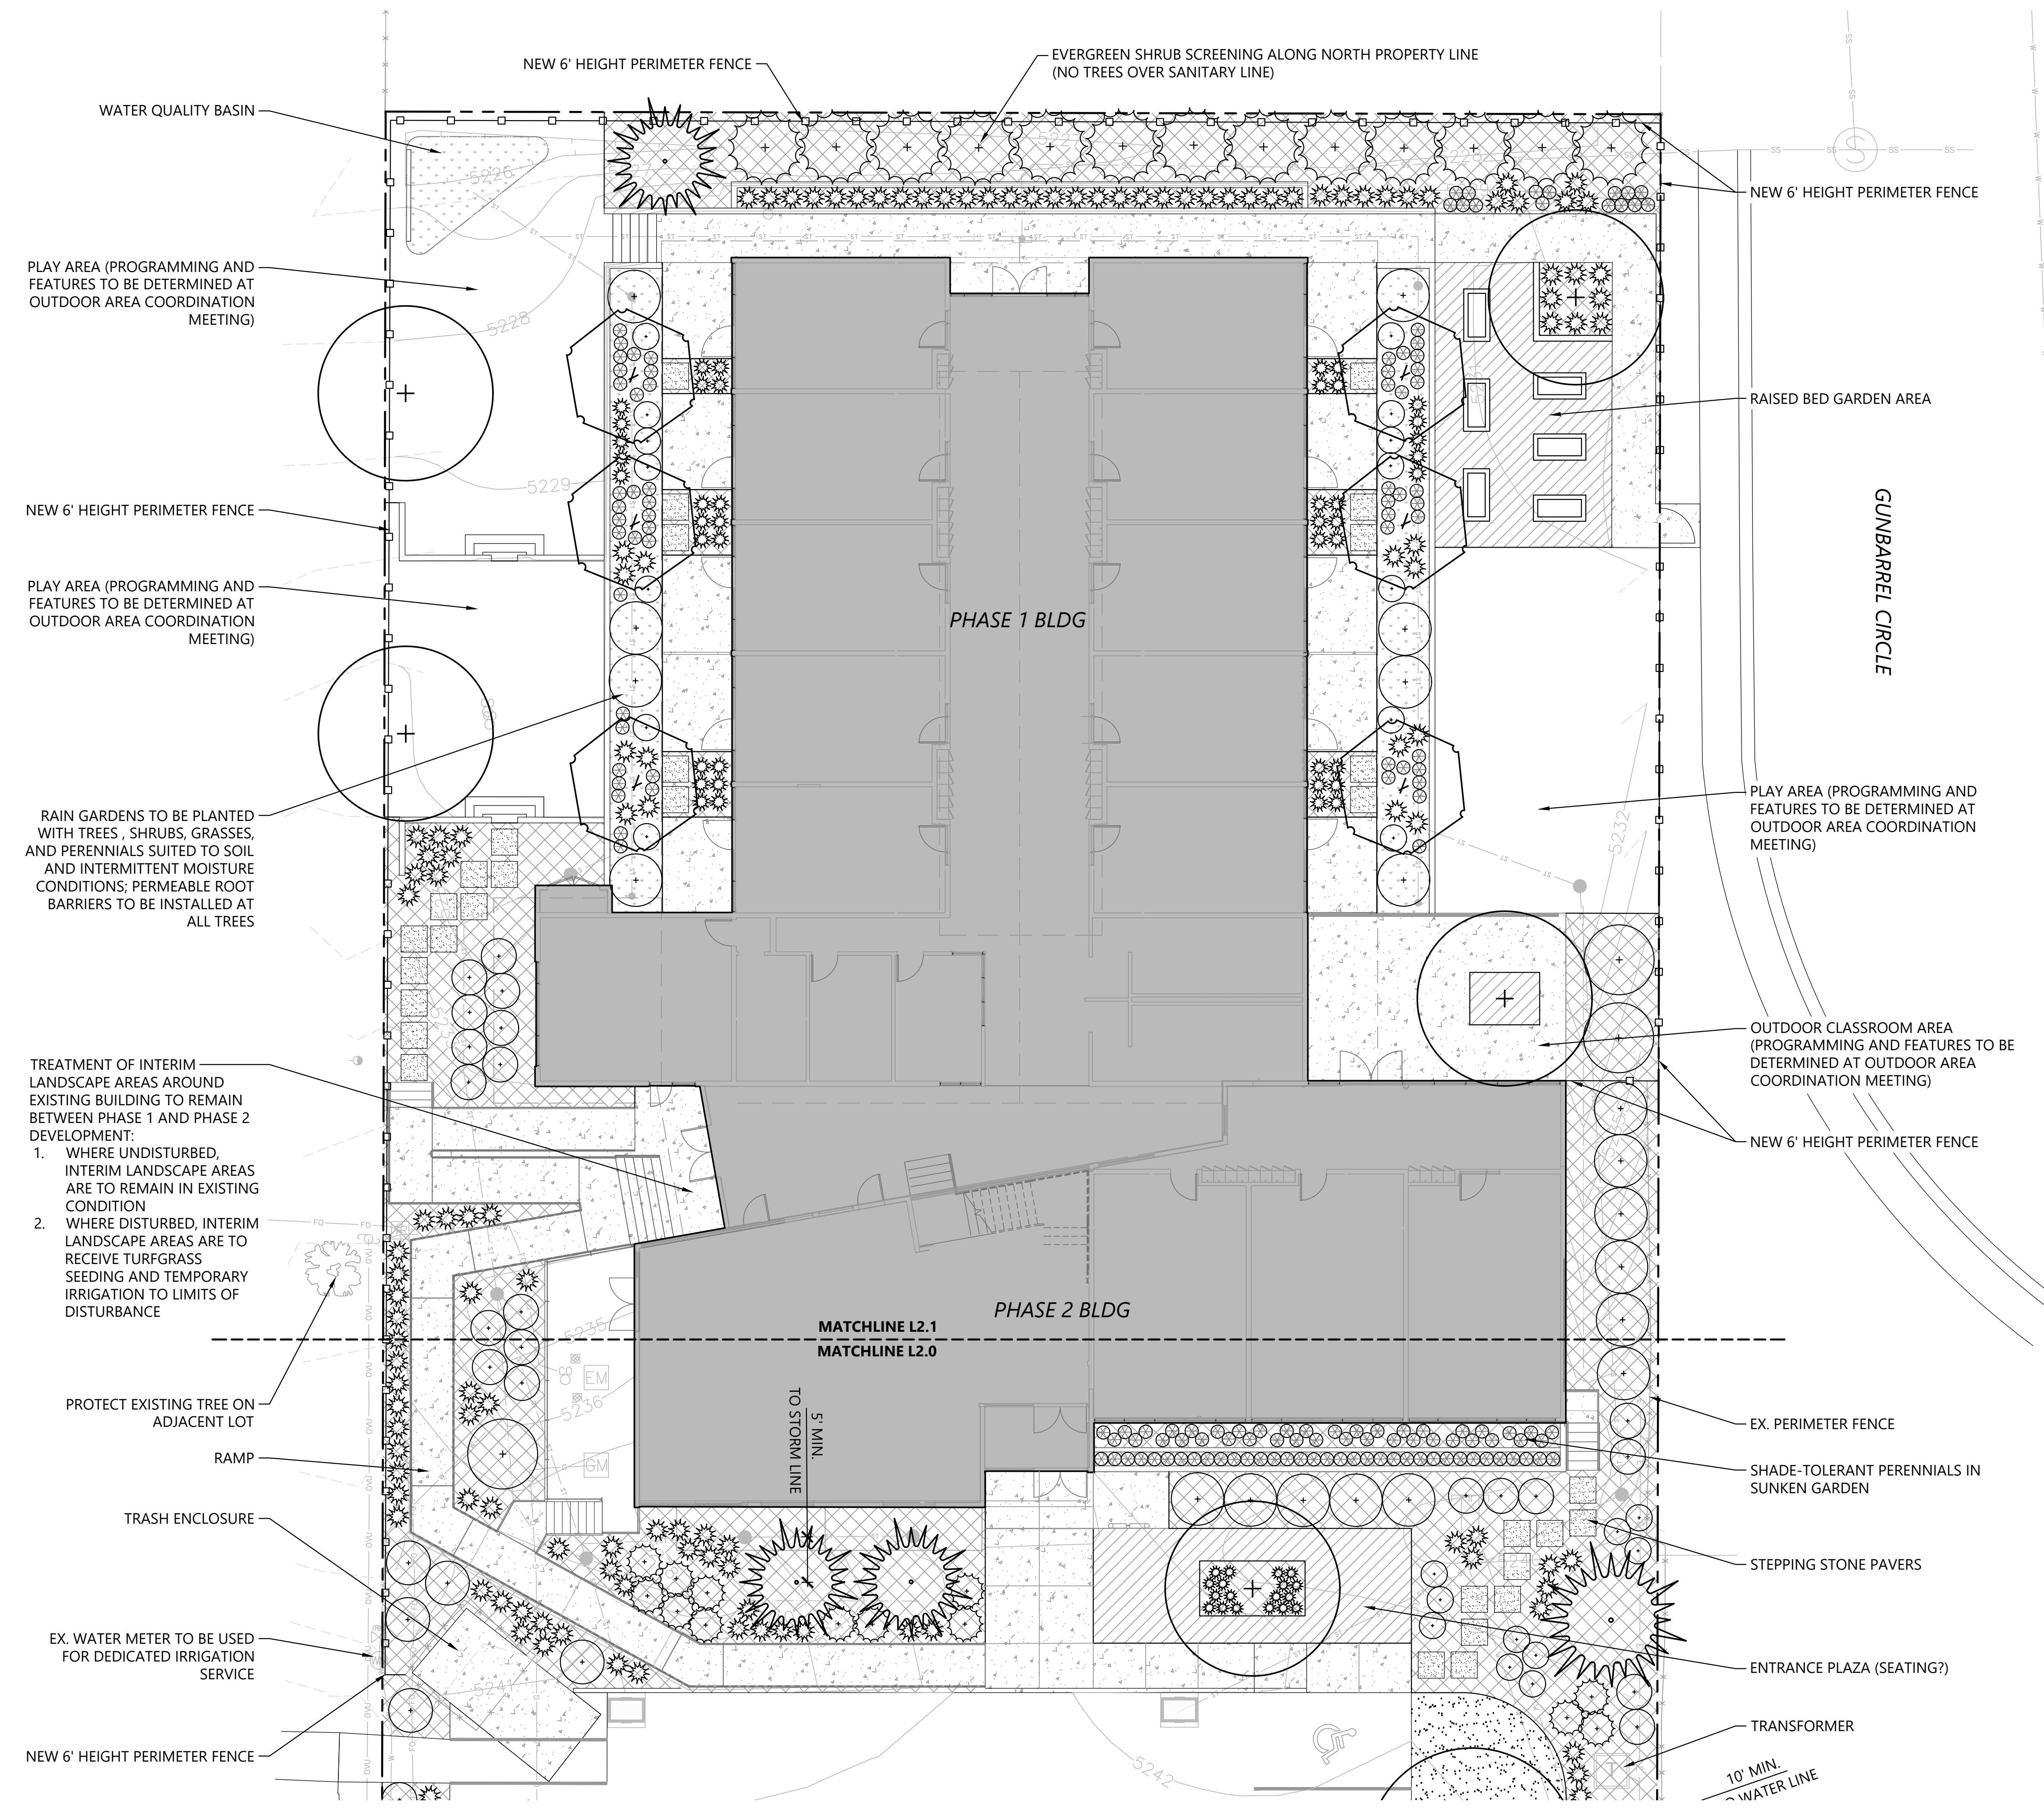 NEW 6' HEIGHT PERIMETER FENCE
EVERGREEN SHRUB SCREENING ALONG NORTH PROPERTY LINE
(NO TREES OVER SANITARY LINE)
WATER QUALITY BASIN
5226
NEW 6' HEIGHT PERIMETER FENCE
PLAY AREA (PROGRAMMING AND
FEATURES TO BE DETERMINED AT
OUTDOOR AREA COORDINATION
MEETING)
5228
RAISED BED GARDEN AREA
5229
NEW 6' HEIGHT PERIMETER FENCE
GUNBARREL CIRCLE
PLAY AREA (PROGRAMMING AND
FEATURES TO BE DETERMINED AT
OUTDOOR AREA COORDINATION
MEETING)
PHASE 1 BLDG
RAIN GARDENS TO BE PLANTED
WITH TREES , SHRUBS, GRASSES,
AND PERENNIALS SUITED TO SOIL
AND INTERMITTENT MOISTURE
CONDITIONS; PERMEABLE ROOT
BARRIERS TO BE INSTALLED AT
ALL TREES
PLAY AREA (PROGRAMMING AND
FEATURES TO BE DETERMINED AT
OUTDOOR AREA COORDINATION
MEETING)
5232
OUTDOOR CLASSROOM AREA
(PROGRAMMING AND FEATURES TO BE
DETERMINED AT OUTDOOR AREA
COORDINATION MEETING)
TREATMENT OF INTERIM
LANDSCAPE AREAS AROUND
EXISTING BUILDING TO REMAIN
BETWEEN PHASE 1 AND PHASE 2
DEVELOPMENT:
1. WHERE UNDISTURBED,
INTERIM LANDSCAPE AREAS
ARE TO REMAIN IN EXISTING
CONDITION
2. WHERE DISTURBED, INTERIM
LANDSCAPE AREAS ARE TO
RECEIVE TURFGRASS
SEEDING AND TEMPORARY
IRRIGATION TO LIMITS OF
DISTURBANCE
NEW 6' HEIGHT PERIMETER FENCE
PHASE 2 BLDG
MATCHLINE L2.1
MATCHLINE L2.0
5235
EM
5236
GM
5' MIN.
TO STORM LINE
PROTECT EXISTING TREE ON
ADJACENT LOT
RAMP
TRASH ENCLOSURE
EX. WATER METER TO BE USED
FOR DEDICATED IRRIGATION
SERVICE
NEW 6' HEIGHT PERIMETER FENCE
EX. PERIMETER FENCE
SHADE-TOLERANT PERENNIALS IN
SUNKEN GARDEN
STEPPING STONE PAVERS
ENTRANCE PLAZA (SEATING?)
TRANSFORMER
5241
5242
T
10' MIN.
WATER LINE